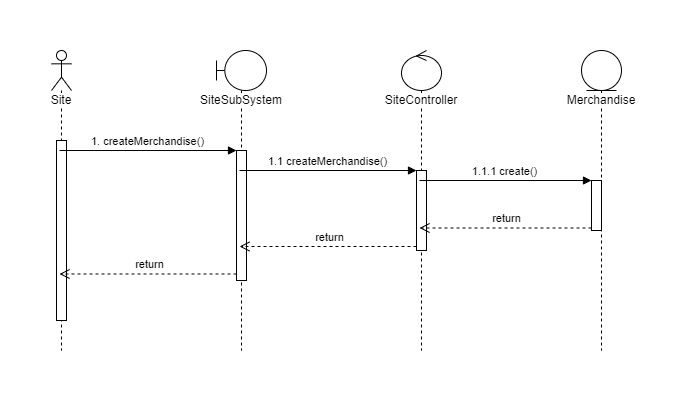 Site
SiteSubSystem
SiteController
Merchandise
1. createMerchandise()
1.1 createMerchandise()
1.1.1 create()
return
return
return